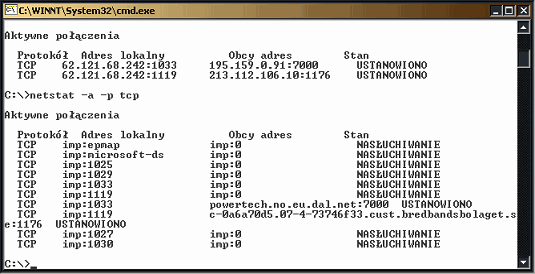 C:\WINNT\System32\cmd.exe
Aktywne połączenia
Protokół Adres lokalny Obcy adres Stan
TCP 62.121.68.242:1033 195.159.0.91:7000 USTANOWIONO
TCP 62.121.68.242:1119 213.112.106.10:1176 USTANOWIONO
C:\>netstat -a -p tcp
Aktywne połączenia
Protokół Adres lokalny Obcy adres Stan
TCP imp:epmap imp:0 NASŁUCHIWANIE
TCP imp:microsoft-ds imp:0 NASŁUCHIWANIE
TCP imp:1025 imp:0 NASŁUCHIWANIE
TCP imp:1029 imp:0 NASŁUCHIWANIE
TCP imp:1033 imp:0 NASŁUCHIWANIE
TCP imp:1119 imp:0 NASŁUCHIWANIE
TCP imp:1033 powertech.no.eu.dal.net:7000 USTANOWIONO
TCP imp:1119 c-0a6a70d5.07-4-73746f33.cust.bredbandsbolaget.s
e:1176 USTANOWIONO
TCP imp:1027 imp:0 NASŁUCHIWANIE
TCP imp:1030 imp:0 NASŁUCHIWANIE
C:\>_